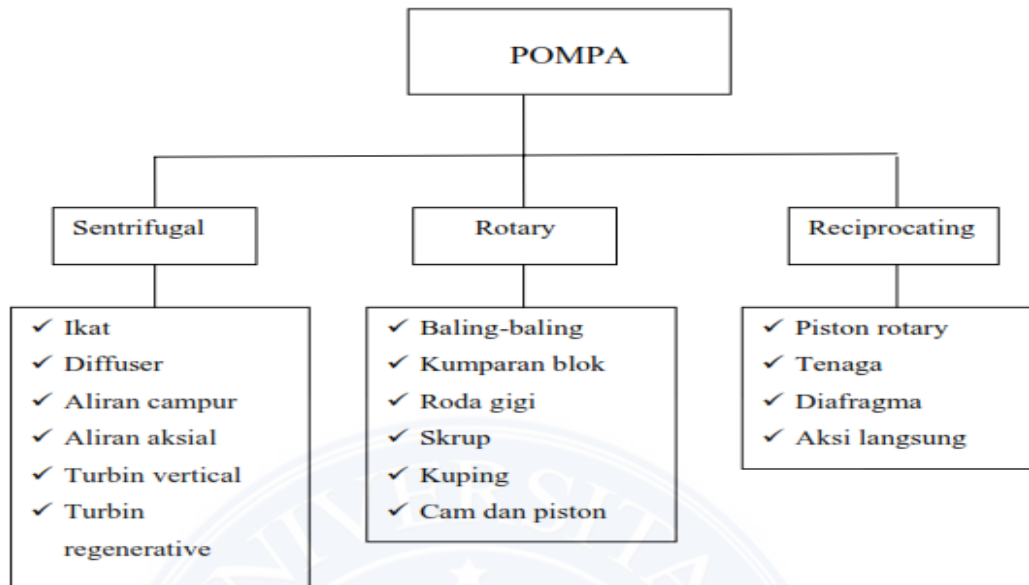 POMPA
Sentrifugal
Rotary
Reciprocating
✓ Ikat
✓ Diffuser
✓ Aliran campur
✓ Aliran aksial
✓ Turbin vertical
✓ Turbin
regenerative
✓ Baling-baling
✓ Kumparan blok
✓ Roda gigi
✓ Skrup
✓ Kuping
✓ Cam dan piston
✓ Piston rotary
✓ Tenaga
✓ Diafragma
✓ Aksi langsung
NIVERSITA